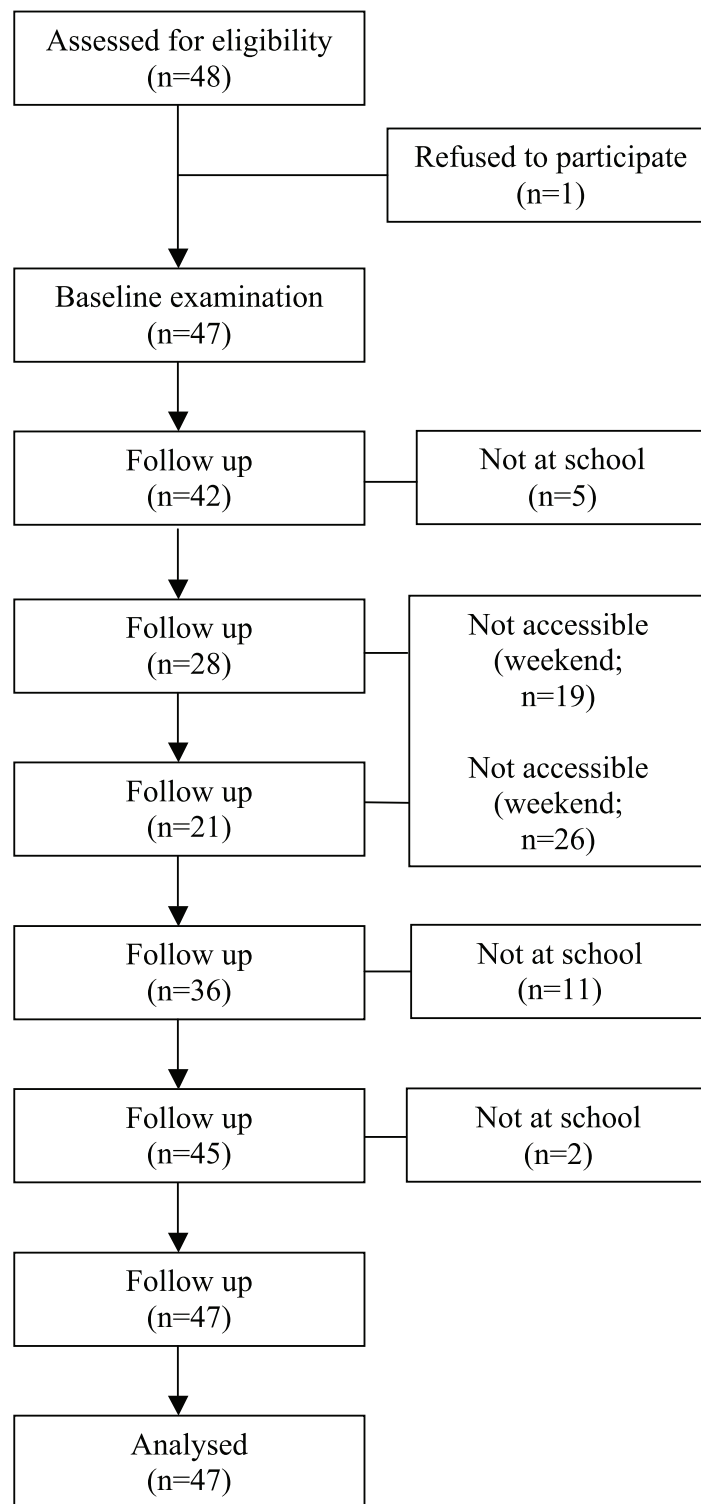 Assessed for eligibility
(n=48)
Refused to participate
(n=1)
Baseline examination
(n=47)
Follow up
(n=42)
Not at school
(n=5)
Follow up
(n=28)
Not accessible
(weekend;
n=19)
Follow up
(n=21)
Not accessible
(weekend;
n=26)
Follow up
(n=36)
Not at school
(n=11)
Follow up
(n=45)
Not at school
(n=2)
Follow up
(n=47)
Analysed
(n=47)